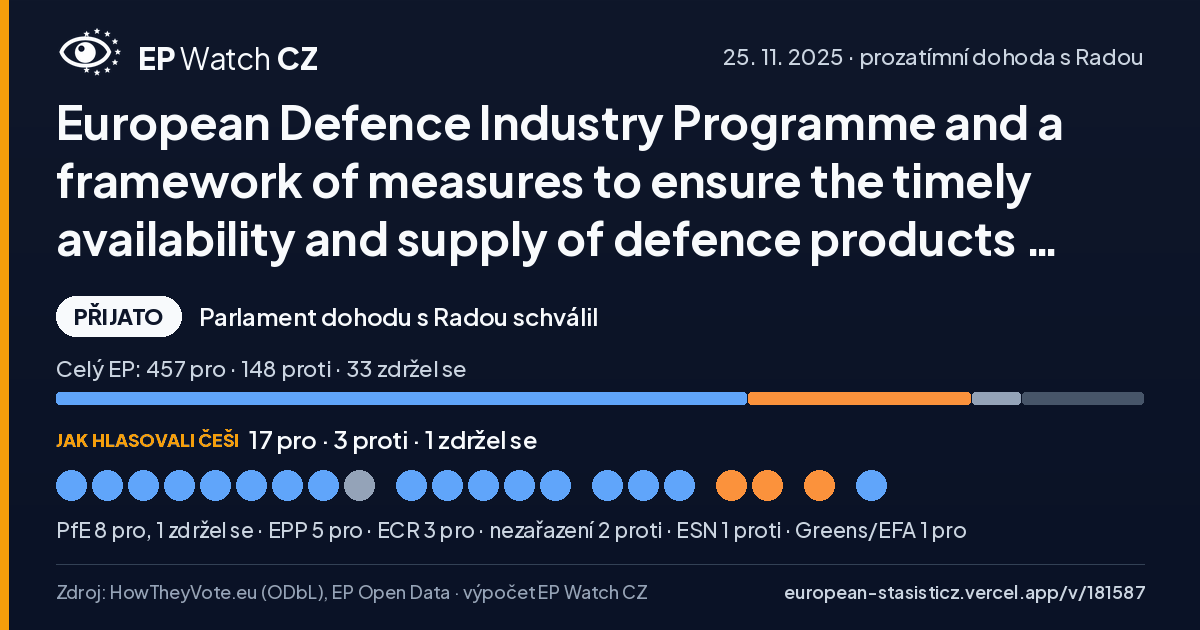 EP Watch CZ
25. 11. 2025 · prozatímní dohoda s Radou
European Defence Industry Programme and a
framework of measures to ensure the timely
availability and supply of defence products …
PŘIJATO
Parlament dohodu s Radou schválil
Celý EP: 457 pro · 148 proti · 33 zdržel se
JAK HLASOVALI ČEŠI 17 pro · 3 proti · 1 zdržel se
PfE 8 pro, 1 zdržel se · EPP 5 pro · ECR 3 pro · nezařazení 2 proti · ESN 1 proti · Greens/EFA 1 pro
Zdroj: HowTheyVote.eu (ODbL), EP Open Data · výpočet EP Watch CZ
european-stasisticz.vercel.app/v/181587